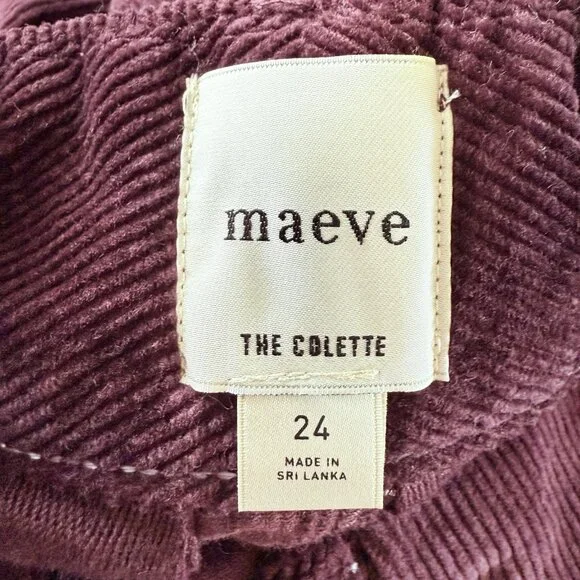 maeve
THE COLETTE
24
MADE IN
SRI LANKA